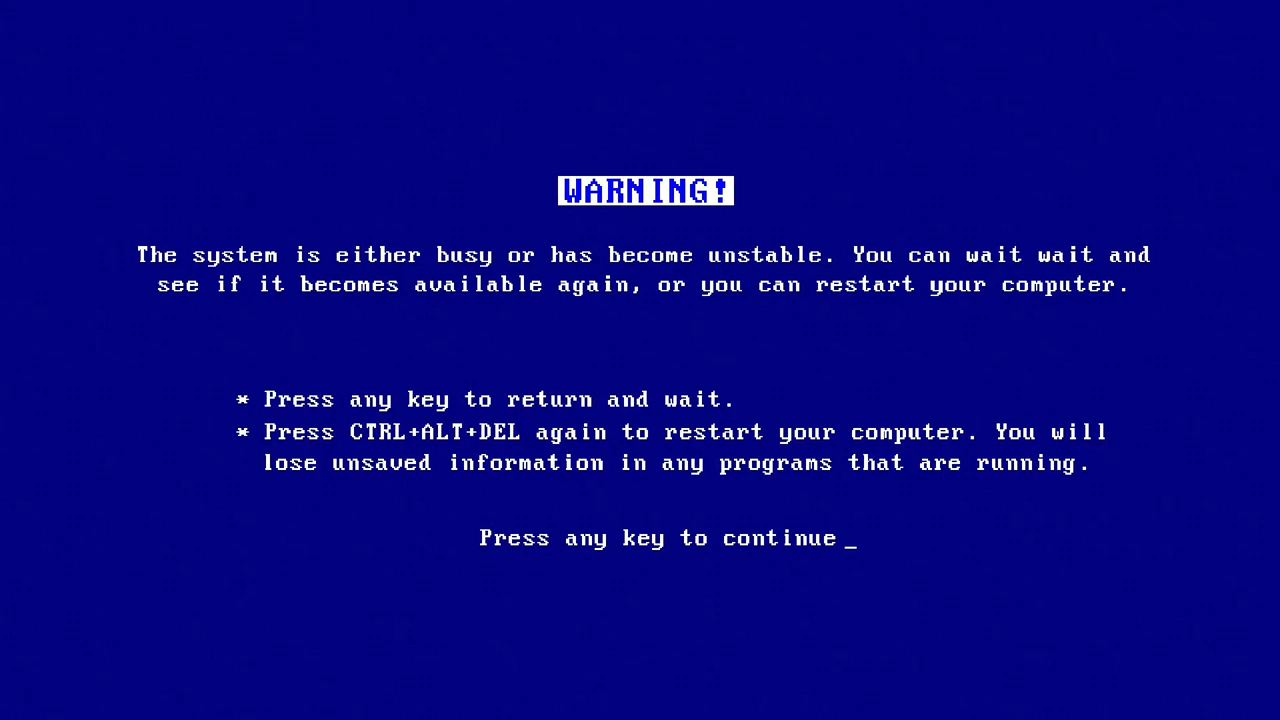 WARNING!
The system is either busy or has become unstable. You can wait wait and
see if it becomes available again, or you can restart your computer.
* Press any key to return and wait.
* Press CTRL+ALT+DEL again to restart your computer. You will
lose unsaved information in any programs that are running.
Press any key to continue _